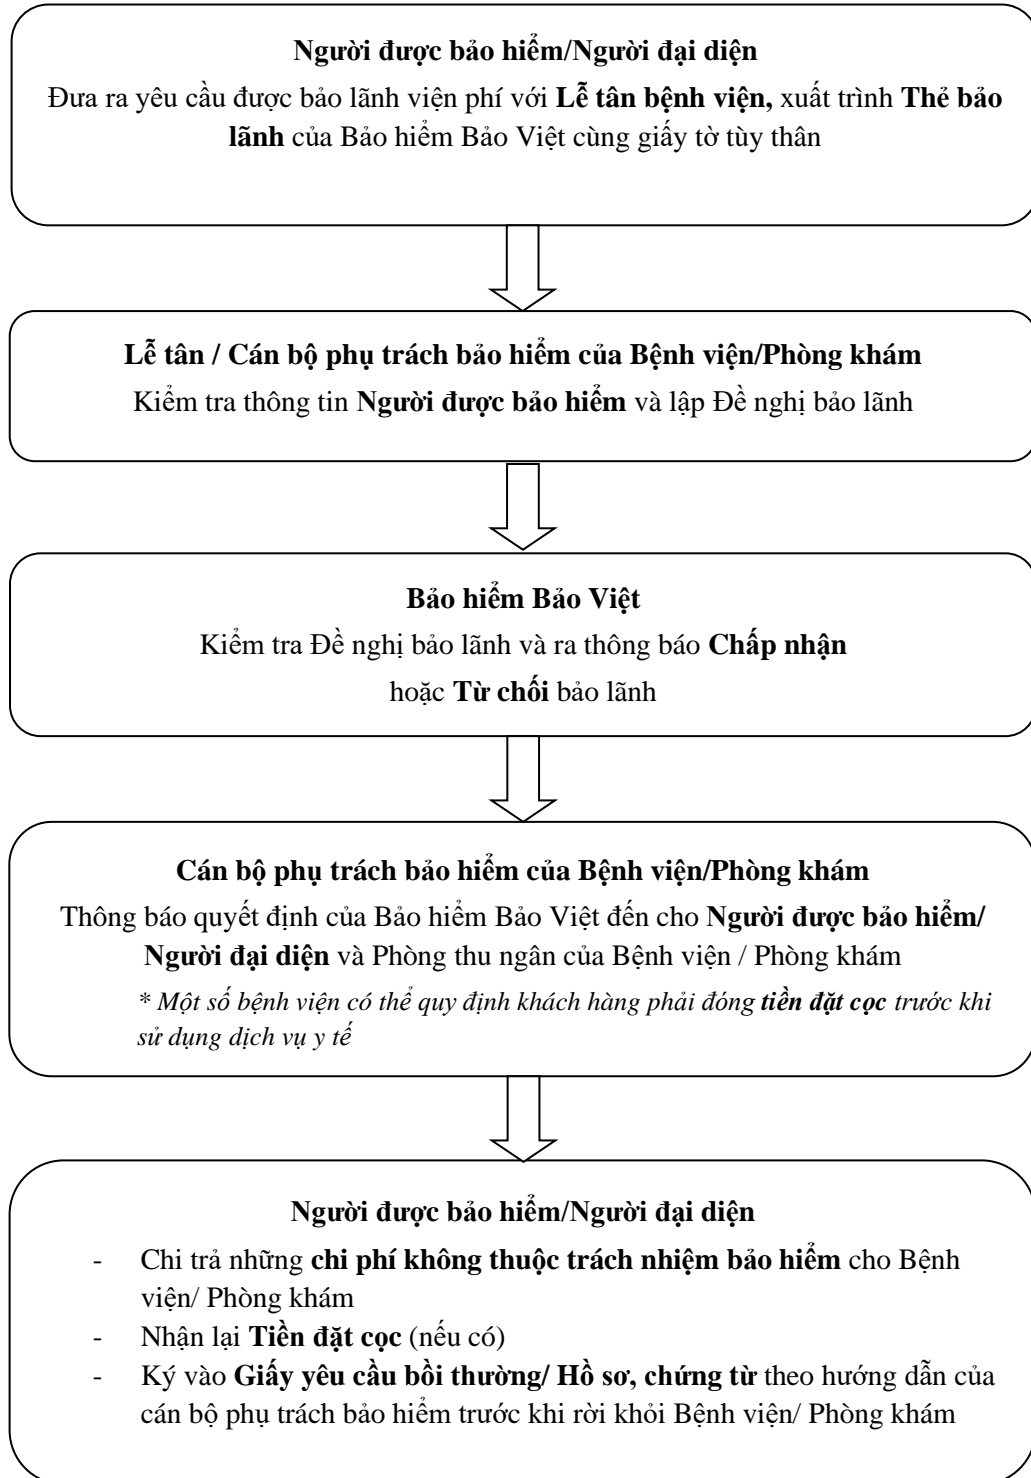 Người được bảo hiểm/Người đại diện
Đưa ra yêu cầu được bảo lãnh viện phí với Lễ tân bệnh viện, xuất trình Thẻ bảo
lãnh của Bảo hiểm Bảo Việt cùng giấy tờ tùy thân
Lễ tân / Cán bộ phụ trách bảo hiểm của Bệnh viện/Phòng khám
Kiểm tra thông tin Người được bảo hiểm và lập Đề nghị bảo lãnh
Bảo hiểm Bảo Việt
Kiểm tra Đề nghị bảo lãnh và ra thông báo Chấp nhận
hoặc Từ chối bảo lãnh
Cán bộ phụ trách bảo hiểm của Bệnh viện/Phòng khám
Thông báo quyết định của Bảo hiểm Bảo Việt đến cho Người được bảo hiểm/
Người đại diện và Phòng thu ngân của Bệnh viện / Phòng khám
* Một số bệnh viện có thể quy định khách hàng phải đóng tiền đặt cọc trước khi
sử dụng dịch vụ y tế
Người được bảo hiểm/Người đại diện
- Chi trả những chi phí không thuộc trách nhiệm bảo hiểm cho Bệnh
viện/ Phòng khám
- Nhận lại Tiền đặt cọc (nếu có)
- Ký vào Giấy yêu cầu bồi thường/ Hồ sơ, chứng từ theo hướng dẫn của
cán bộ phụ trách bảo hiểm trước khi rời khỏi Bệnh viện/ Phòng khám